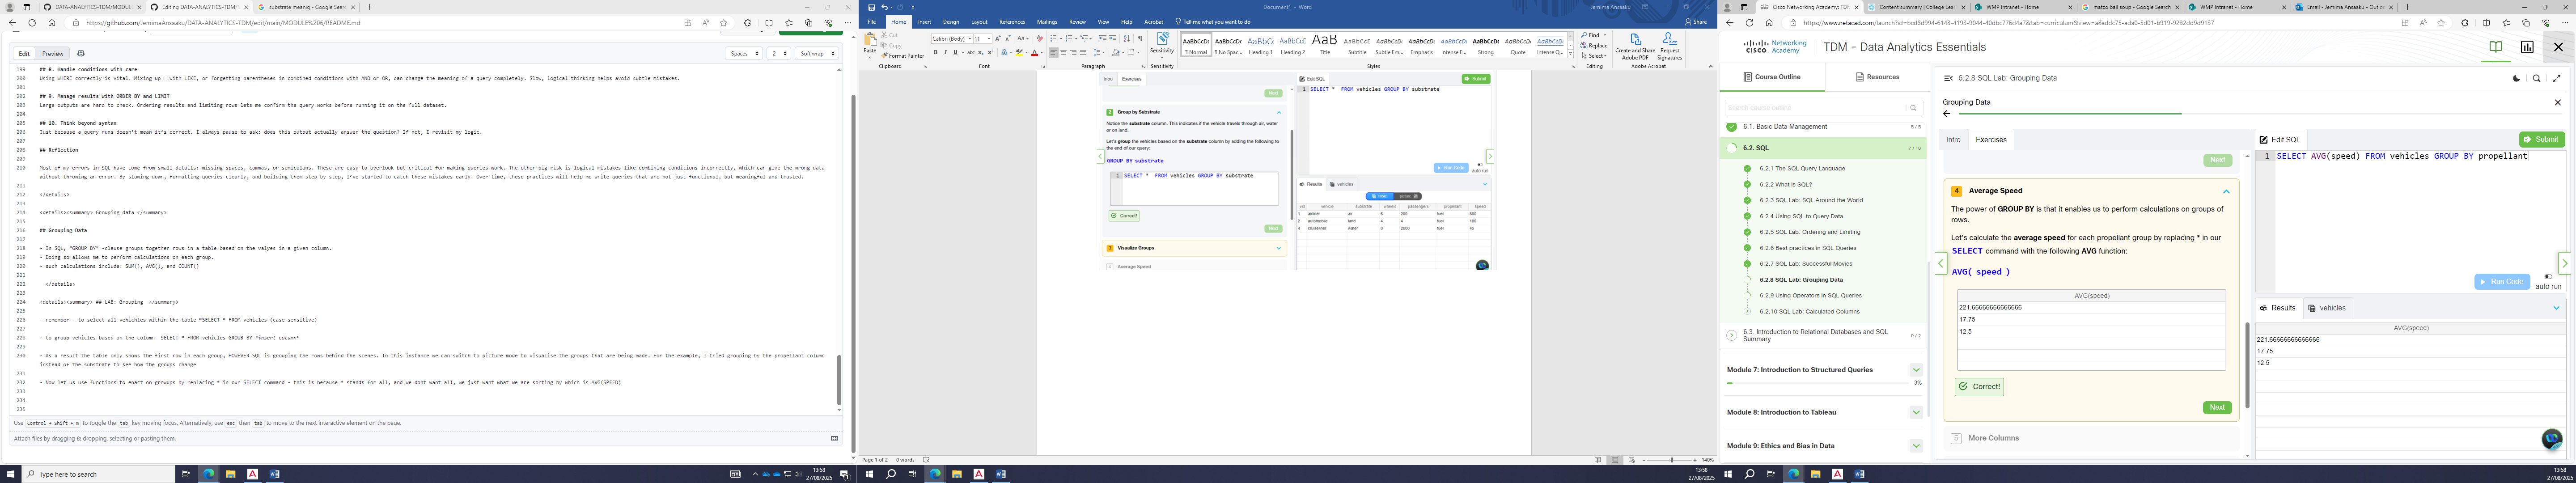 DATA-ANALYTICS-TDM/MODUL
Editing DATA-ANALYTICS-TDM/
substrate meaning - Google Sear
https://github.com/JemimaAnsaaku/DATA-ANALYTICS-TDM/edit/main/MODULE%206/README.md
Edit Preview
Spaces 2 Soft wrap
199 ## 8. Handle conditions with care
200 Using WHERE correctly is vital. Mixing up = with LIKE, or forgetting parentheses in combined conditions with AND or OR, can change the meaning of a query completely. Slow, logical thinking helps avoid subtle mistakes.
201
202 ## 9. Manage results with ORDER BY and LIMIT
203 Large outputs are hard to check. Ordering results and limiting rows lets me confirm the query works before running it on the full dataset.
204
205 ## 10. Think beyond syntax
206 Just because a query runs doesn't mean it's correct. I always pause to ask: does this output actually answer the question? If not, I revisit my logic.
207
208 ## Reflection
209
210 Most of my errors in SQL have come from small details: missing spaces, commas, or semicolons. These are easy to overlook but critical for making queries work. The other big risk is logical mistakes like combining conditions incorrectly, which can give the wrong data
without throwing an error. By slowing down, formatting queries clearly, and building them step by step, I've started to catch these mistakes early. Over time, these practices will help me write queries that are not just functional, but meaningful and trusted.
211
212 </details>
213
214 <details><summary> Grouping data </summary>
215
216 ## Grouping Data
217
218 - In SQL, "GROUP BY" -clause groups together rows in a table based on the valyes in a given column.
219 - Doing so allows me to perform calculations on each group.
220 - such calculations include: SUM(), AVG(), and COUNT()
221
222 </details>
223
224 <details><summary> ## LAB: Grouping </summary>
225
226 - remember - to select all vehichles within the table *SELECT * FROM vehicles (case sensitive)
227
228 - to group vehicles based on the column SELECT * FROM vehicles GROUB BY *insert column*
229
230 - As a result the table only shows the first row in each group, HOWEVER SQL is grouping the rows behind the scenes. In this instance we can switch to picture mode to visualise the groups that are being made. For the example, I tried grouping by the propellant column
instead of the substrate to see how the groups change
231
232 - Now let us use functions to enact on growups by replacing * in our SELECT command - this is because * stands for all, and we dont want all, we just want what we are sorting by which is AVG(SPEED)
233
234
235
Use Control + Shift + m to toggle the tab key moving focus. Alternatively, use esc then tab to move to the next interactive element on the page.
Attach files by dragging & dropping, selecting or pasting them.
Type here to search
13:58
27/08/2025
Document1 - Word
Jemima Ansaaku
File Home Insert Design Layout References Mailings Review View Help Acrobat Tell me what you want to do Share
Paste
Cut
Copy
Format Painter
Clipboard
Calibri (Body) 11
Font
Paragraph
Sensitivity
Sensitivity
¶ Normal ¶ No Spac... Heading 1 Heading 2 Title Subtitle Subtle Em... Emphasis Intense E... Strong Quote Intense Q...
Styles
Find
Replace
Select
Editing
Create and Share Adobe PDF
Request Signatures
Adobe Acrobat
Intro Exercises
Next
2 Group by Substrate
Notice the substrate column. This indicates if the vehicle travels through air, water
or on land.
Let's group the vehicles based on the substrate column by adding the following to
the end of our query:
GROUP BY substrate
1 SELECT * FROM vehicles GROUP BY substrate
Correct!
Next
3 Visualize Groups
Average Speed
Edit SQL
Submit
1 SELECT * FROM vehicles GROUP BY substrate
Run Code
auto run
Results vehicles
vehicle substrate wheels passengers propellant speed
1 airliner air 6 200 fuel
2 automobile land 4 4 fuel 100
cruiseliner water 0 2000 fuel
Page 1 of 2 0 words
140%
13:58
27/08/2025
Cisco Networking Academy: TD
Content summary | College Lea
WMP Intranet - Home
matzo ball soup - Google Search
WMP Intranet - Home
Email - Jemima Ansaaku - Outlo
https://www.netacad.com/launch?id=bcd6d994-6143-4193-9044-40dbc776d4a7&tab=curriculum&view=a8addc75-ada0-5d01-b919-9232dd9d9137
CISCO Networking Academy
TDM - Data Analytics Essentials
Course Outline Resources
Search course outline
6.1. Basic Data Management 5 / 5
6.2. SQL 7 / 10
6.2.1 The SQL Query Language
6.2.2 What is SQL?
6.2.3 SQL Lab: SQL Around the World
6.2.4 Using SQL to Query Data
6.2.5 SQL Lab: Ordering and Limiting
6.2.6 Best practices in SQL Queries
6.2.7 SQL Lab: Successful Movies
6.2.8 SQL Lab: Grouping Data
6.2.9 Using Operators in SQL Queries
6.2.10 SQL Lab: Calculated Columns
6.3. Introduction to Relational Databases and SQL Summary 0 / 2
Module 7: Introduction to Structured Queries
3%
Module 8: Introduction to Tableau
Module 9: Ethics and Bias in Data
6.2.8 SQL Lab: Grouping Data
Grouping Data
Intro Exercises
Next
4 Average Speed
The power of GROUP BY is that it enables us to perform calculations on groups of
rows.
Let's calculate the average speed for each propellant group by replacing * in our
SELECT command with the following AVG function:
AVG( speed )
AVG(speed)
221.66666666666666
17.75
12.5
Correct!
Next
5 More Columns
Edit SQL
Submit
1 SELECT AVG(speed) FROM vehicles GROUP BY propellant
Run Code
auto run
Results vehicles
AVG(speed)
221.66666666666666
17.75
12.5
13:58
27/08/2025